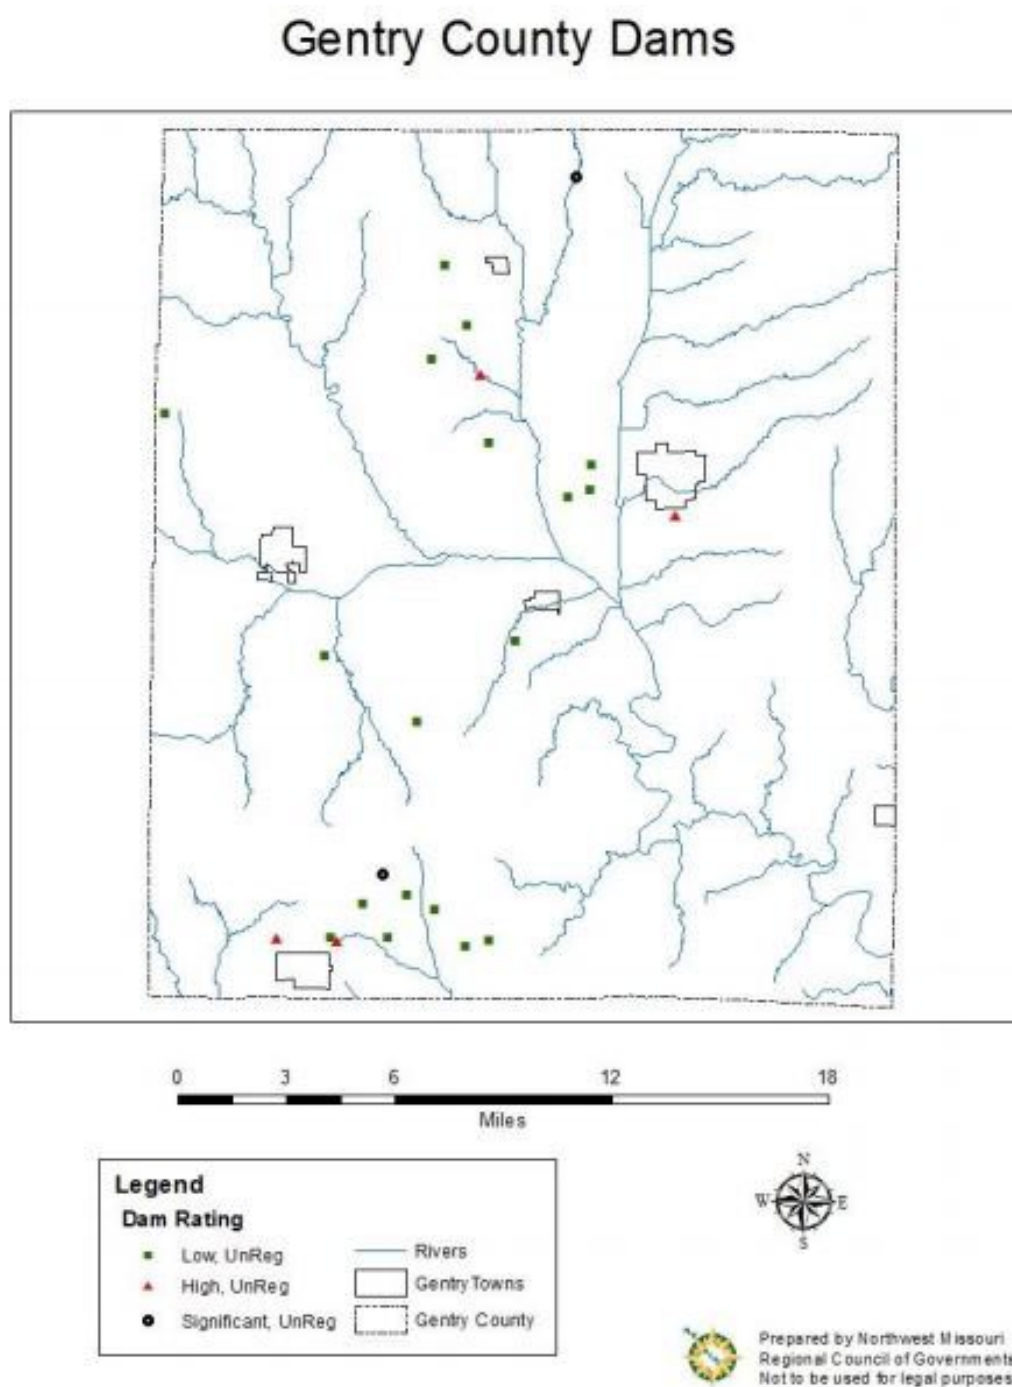 Gentry County Dams
0 3 6 12 18
Miles
Legend
Dam Rating
Low, UnReg
High, UnReg
Significant, UnReg
Rivers
Gentry Towns
Gentry County
N
W E
S
Prepared by Northwest Missouri
Regional Council of Governments
Not to be used for legal purposes